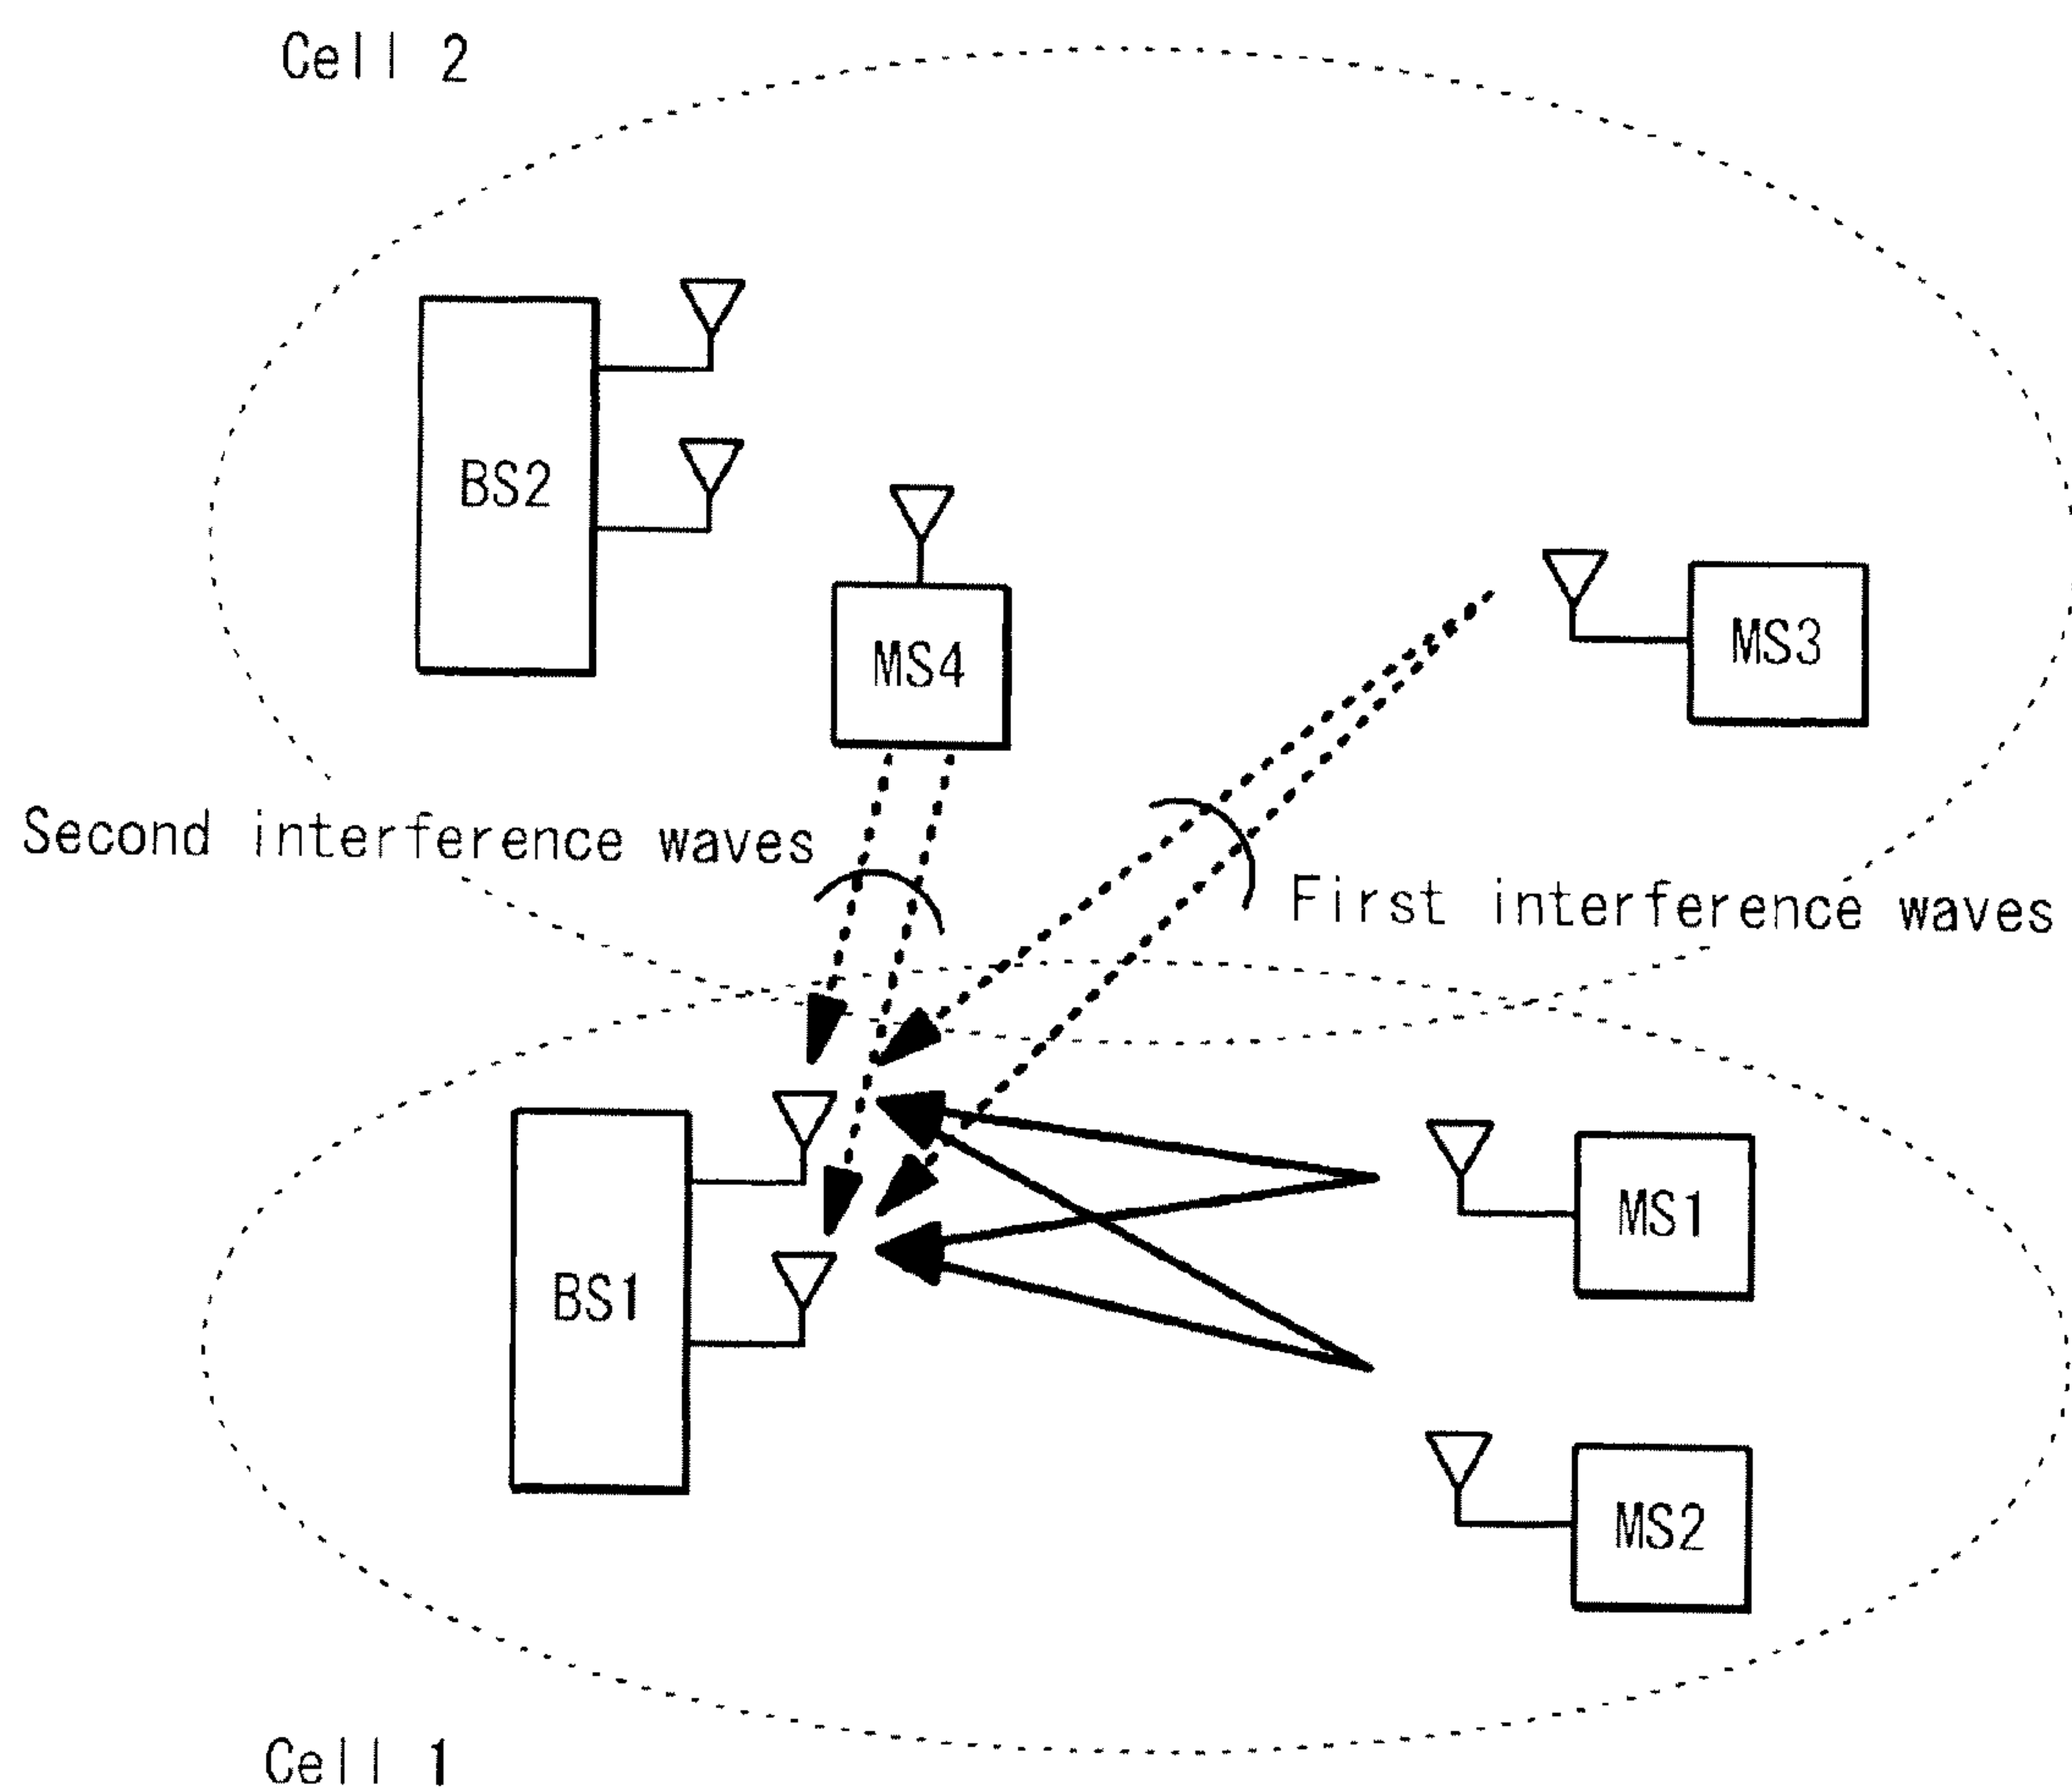 Cell 2
BS2
MS4
MS3
Second interference waves
First interference waves
BS1
MS1
MS2
Cell 1